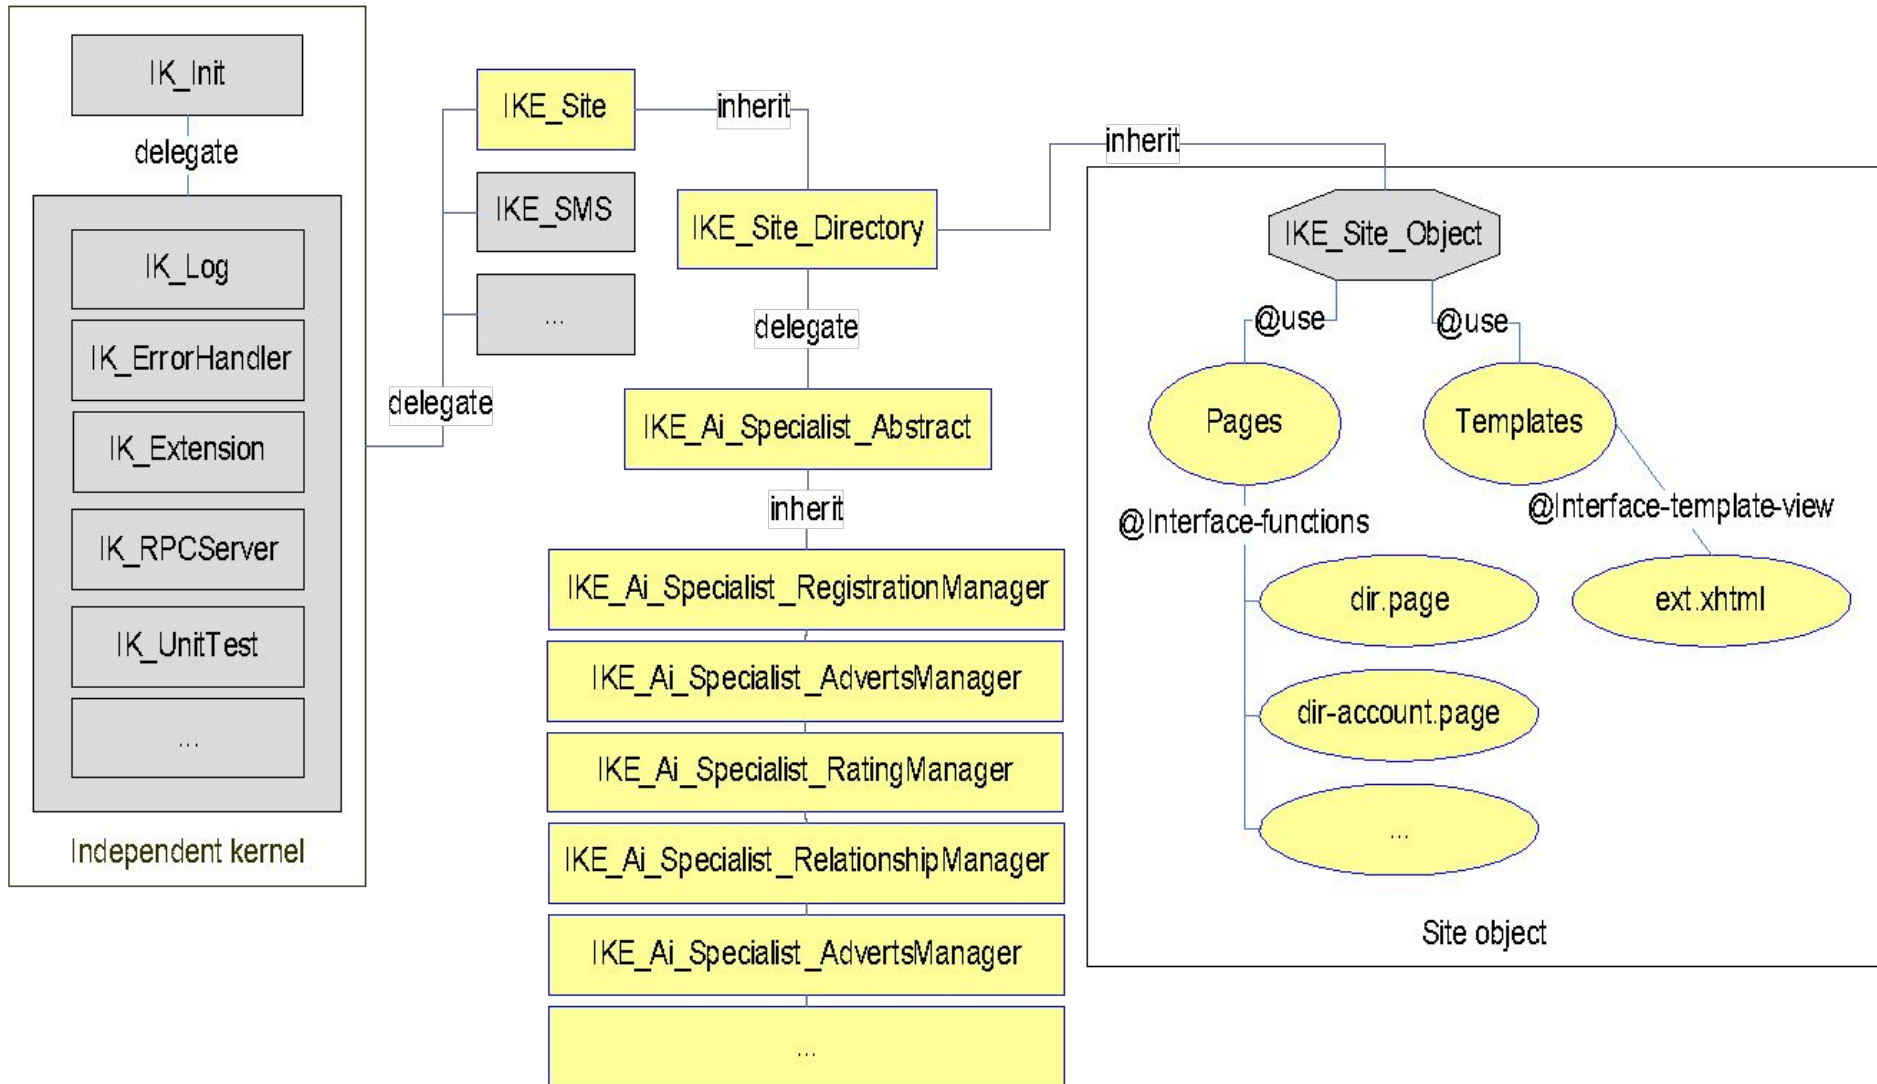 IK_Init
delegate
IK_Log
IK_ErrorHandler
IK_Extension
IK_RPCServer
IK_UnitTest
...
Independent kernel
delegate
IKE_Site
IKE_SMS
...
inherit
IKE_Site_Directory
delegate
IKE_Ai_Specialist_Abstract
inherit
IKE_Ai_Specialist_RegistrationManager
IKE_Ai_Specialist_AdvertsManager
IKE_Ai_Specialist_RatingManager
IKE_Ai_Specialist_RelationshipManager
IKE_Ai_Specialist_AdvertsManager
...
inherit
IKE_Site_Object
@use
@use
Pages
Templates
@Interface-functions
@Interface-template-view
dir.page
ext.xhtml
dir-account.page
...
Site object